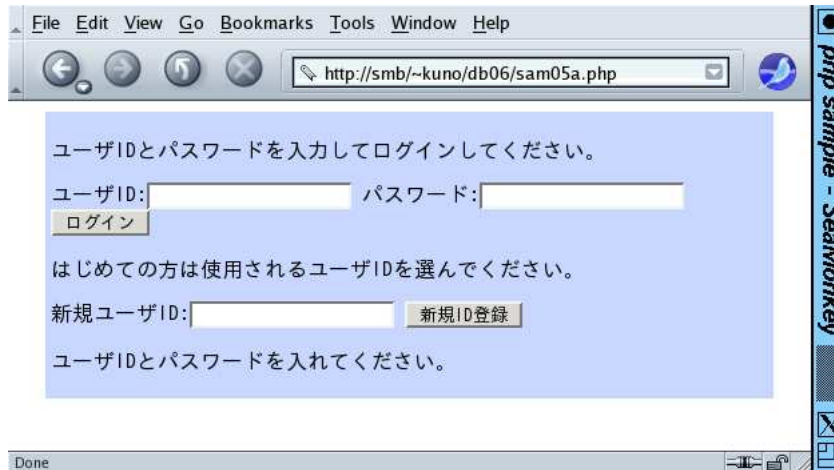 File Edit View Go Bookmarks Tools Window Help
http://smb/~kuno/db06/sam05a.php
ユーザIDとパスワードを入力してログインしてください。
ユーザID: パスワード:
ログイン
はじめての方は使用されるユーザIDを選んでください。
新規ユーザID: 新規ID登録
ユーザIDとパスワードを入れてください。
Done
php sample - SeaMonkey